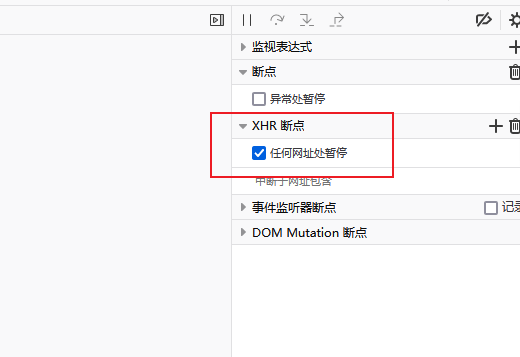 监视表达式
断点
异常处暂停
XHR 断点
任何网址处暂停
中断于网址包含
事件监听器断点
记录
DOM Mutation 断点